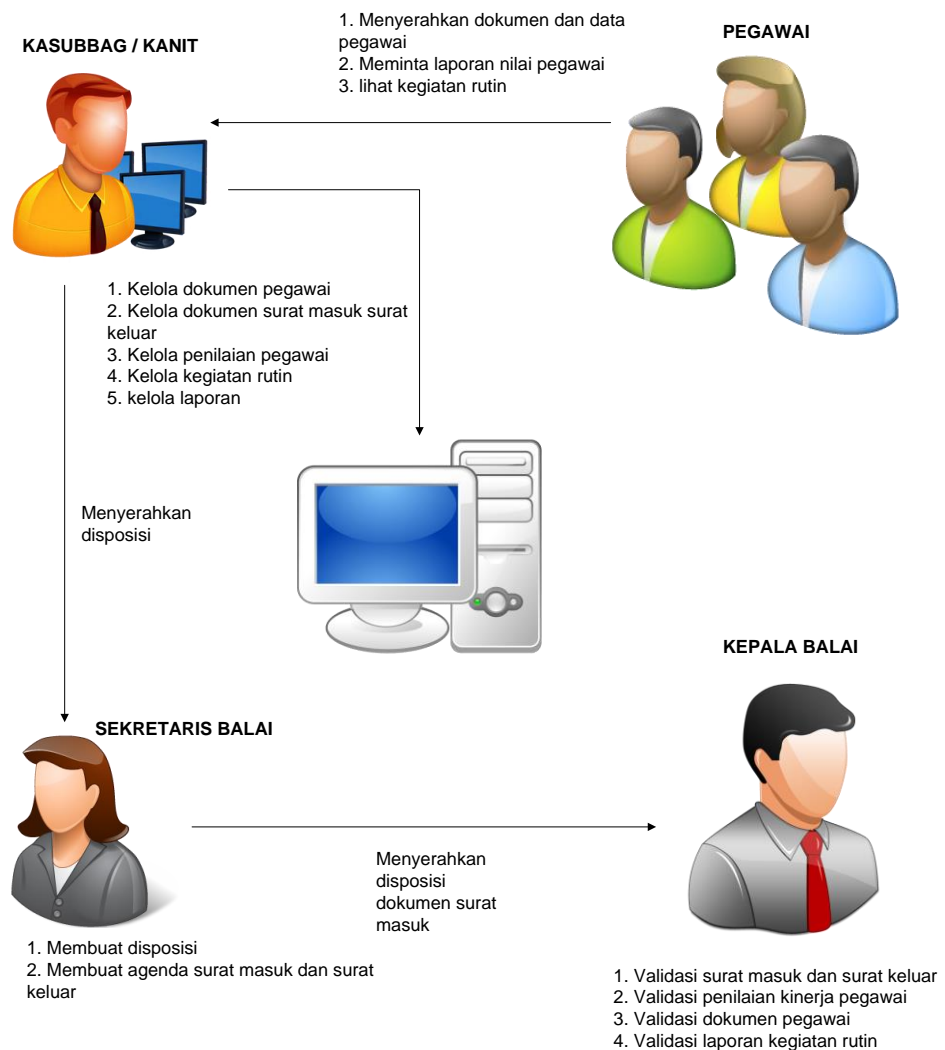 1. Menyerahkan dokumen dan data
pegawai
2. Meminta laporan nilai pegawai
3. lihat kegiatan rutin
KASUBBAG / KANIT
PEGAWAI
1. Kelola dokumen pegawai
2. Kelola dokumen surat masuk surat
keluar
3. Kelola penilaian pegawai
4. Kelola kegiatan rutin
5. kelola laporan
Menyerahkan
disposisi
KEPALA BALAI
SEKRETARIS BALAI
Menyerahkan
disposisi
dokumen surat
masuk
1. Membuat disposisi
2. Membuat agenda surat masuk dan surat
keluar
1. Validasi surat masuk dan surat keluar
2. Validasi penilaian kinerja pegawai
3. Validasi dokumen pegawai
4. Validasi laporan kegiatan rutin